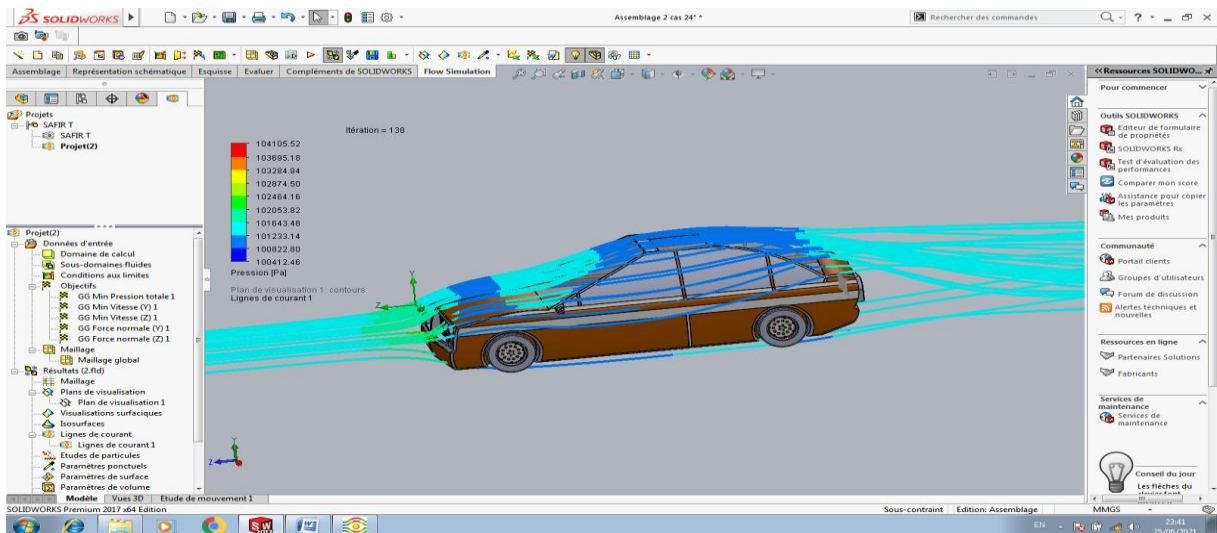 SOLIDWORKS
Assemblage 2 cas 24* *
Rechercher des commandes
Assemblage
Représentation schématique
Esquisse
Evaluer
Compléments de SOLIDWORKS
Flow Simulation
Projets
SAFIR T
SAFIR T
Projet(2)
Projet(2)
Données d'entrée
Domaine de calcul
Sous-domaines fluides
Conditions aux limites
Objectifs
GG Min Pression totale 1
GG Min Vitesse (Y) 1
GG Min Vitesse (Z) 1
GG Force normale (Y) 1
GG Force normale (Z) 1
Maillage
Maillage global
Résultats (2.fld)
Maillage
Plans de visualisation
Plan de visualisation 1
Visualisations surfaciques
Isosurfaces
Lignes de courant
Lignes de courant 1
Etudes de particules
Paramètres ponctuels
Paramètres de surface
Paramètres de volume
Itération = 138
104105.52
103695.18
103284.84
102874.50
102464.16
102053.82
101643.48
101233.14
100822.80
100412.46
Pression [Pa]
Plan de visualisation 1: contours
Lignes de courant 1
Y
Z
Y
Z
Ressources SOLIDWO...
Pour commencer
Outils SOLIDWORKS
Editeur de formulaire
de propriétés
SOLIDWORKS Rx
Test d'évaluation des
performances
Comparer mon score
Assistance pour copier
les paramètres
Mes produits
Communauté
Portail clients
Groupes d'utilisateurs
Forum de discussion
Alertes techniques et
nouvelles
Ressources en ligne
Partenaires Solutions
Fabricants
Services de
maintenance
Services de
maintenance
Conseil du jour
Les flèches du
Modèle
Vues 3D
Etude de mouvement 1
SOLIDWORKS Premium 2017 x64 Edition
Sous-contraint
Edition: Assemblage
MMGS
EN
23:41
25/06/2021